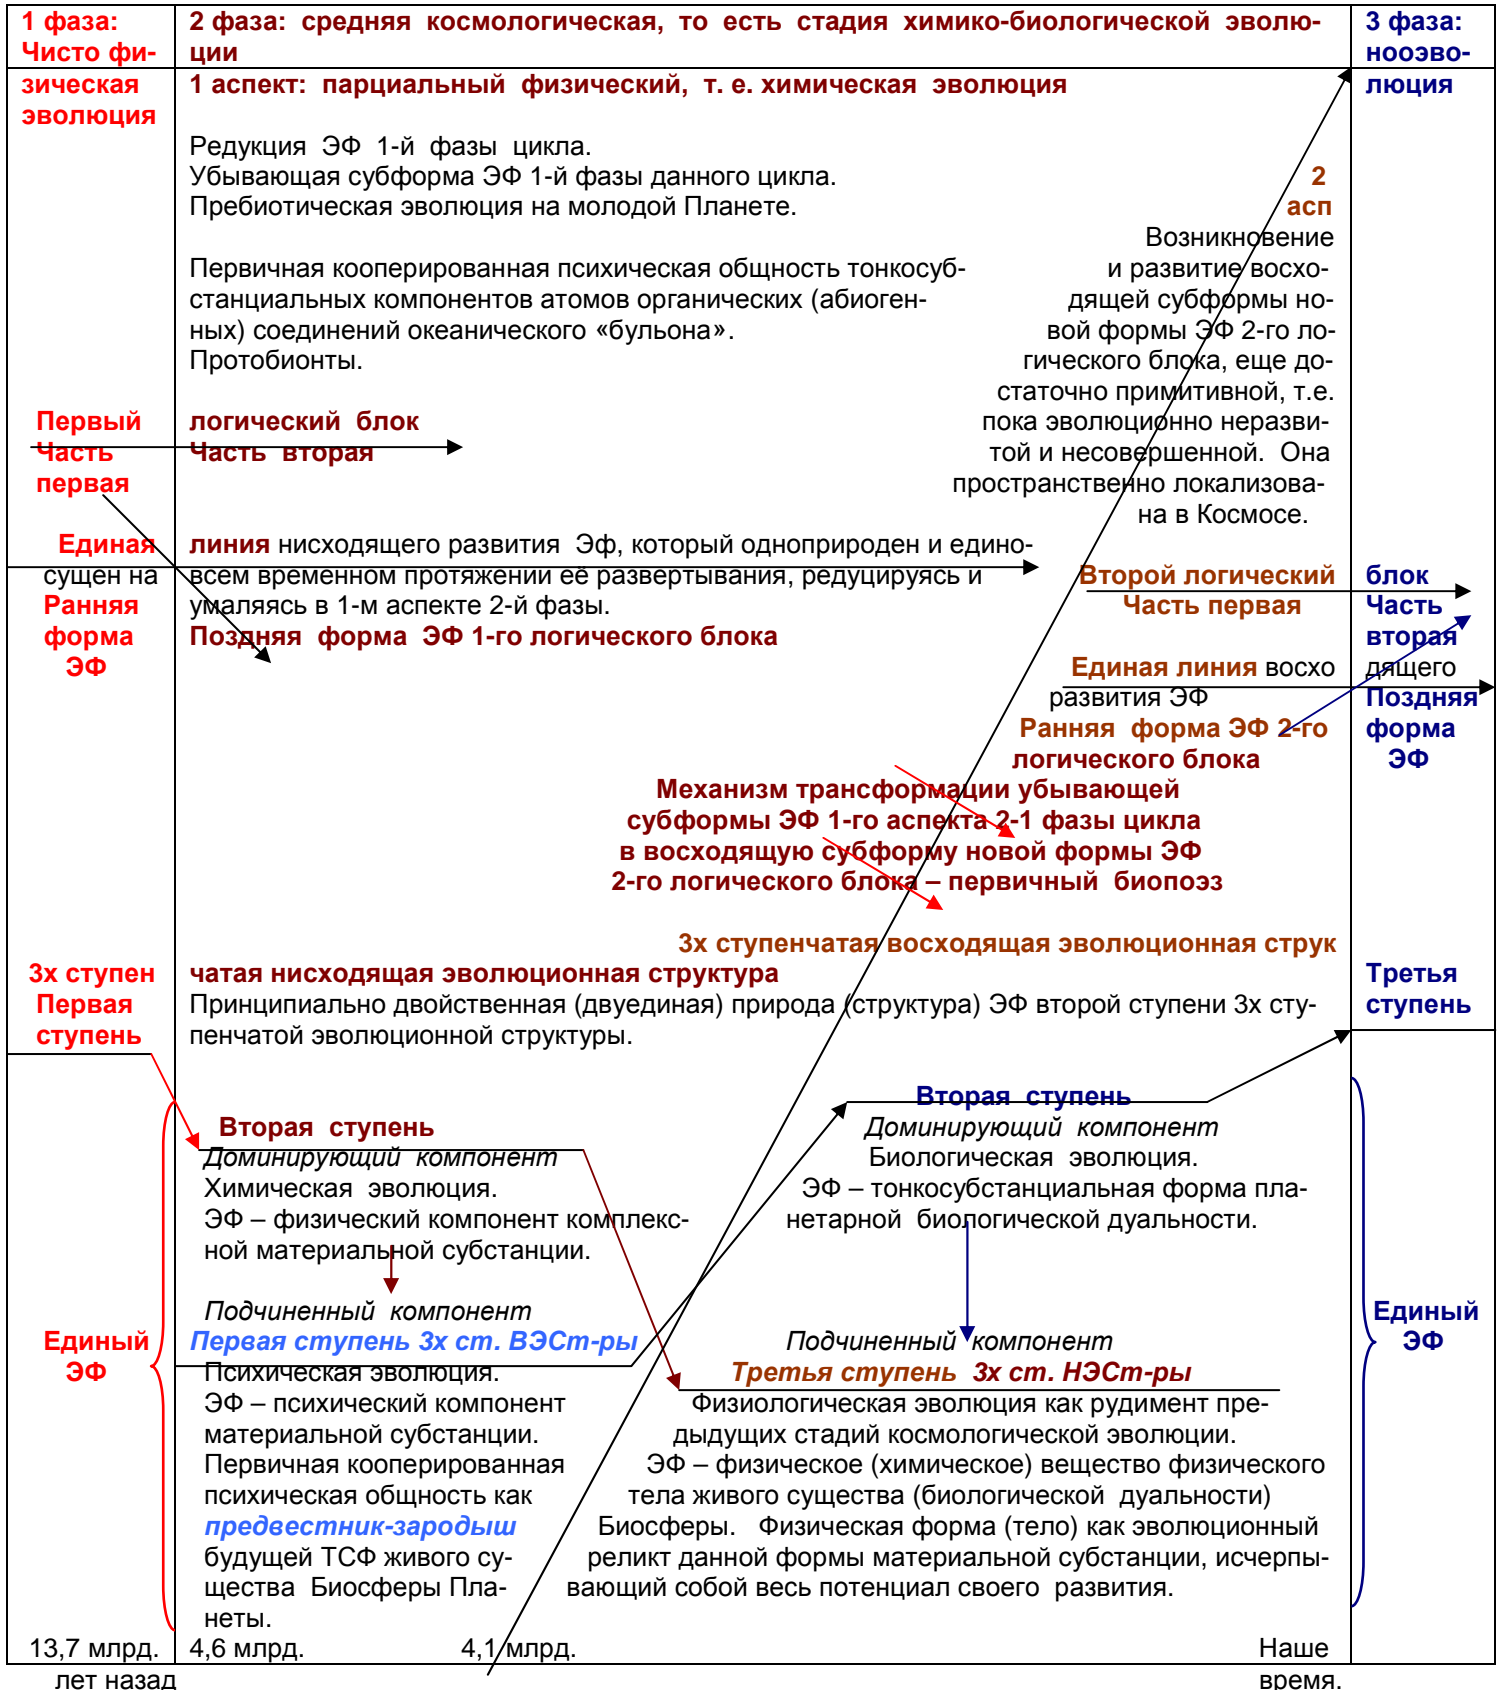 1 фаза:
Чисто фи-
зическая
эволюция
2 фаза: средняя космологическая, то есть стадия химико-биологической эволю-
ции
3 фаза:
нооэво-
люция
1 аспект: парциальный физический, т. е. химическая эволюция
Редукция ЭФ 1-й фазы цикла.
Убывающая субформа ЭФ 1-й фазы данного цикла.
Пребиотическая эволюция на молодой Планете.
Первичная кооперированная психическая общность тонкосуб-
станциальных компонентов атомов органических (абиоген-
ных) соединений океанического «бульона».
Протобионты.
2
асп
Возникновение
и развитие восхо-
дящей субформы но-
вой формы ЭФ 2-го ло-
гического блока, еще до-
статочно примитивной, т.е.
пока эволюционно неразви-
той и несовершенной. Она
пространственно локализова-
на в Космосе.
Первый
Часть
первая
логический блок
Часть вторая
Единая
сущен на
Ранняя
форма
ЭФ
линия нисходящего развития Эф, который одноприроден и едино-
всем временном протяжении её развертывания, редуцируясь и
умаляясь в 1-м аспекте 2-й фазы.
Поздняя форма ЭФ 1-го логического блока
Второй логический
Часть первая
блок
Часть
вторая
Единая линия восхо
развития ЭФ
дящего
Ранняя форма ЭФ 2-го
логического блока
Поздняя
форма
ЭФ
Механизм трансформации убывающей
субформы ЭФ 1-го аспекта 2-1 фазы цикла
в восходящую субформу новой формы ЭФ
2-го логического блока – первичный биопоэз
3х ступенчатая восходящая эволюционная струк
3х ступен
Первая
ступень
чатая нисходящая эволюционная структура
Принципиально двойственная (двуединая) природа (структура) ЭФ второй ступени 3х сту-
пенчатой эволюционной структуры.
Третья
ступень
Вторая ступень
Доминирующий компонент
Химическая эволюция.
ЭФ – физический компонент комплекс-
ной материальной субстанции.
Вторая ступень
Доминирующий компонент
Биологическая эволюция.
ЭФ – тонкосубстанциальная форма пла-
нетарной биологической дуальности.
Единый
ЭФ
Подчиненный компонент
Первая ступень 3х ст. ВЭСт-ры
Психическая эволюция.
ЭФ – психический компонент
материальной субстанции.
Первичная кооперированная
психическая общность как
предвестник-зародыш
будущей ТСФ живого су-
щества Биосферы Пла-
неты.
Подчиненный компонент
Третья ступень 3х ст. НЭСт-ры
Физиологическая эволюция как рудимент пре-
дыдущих стадий космологической эволюции.
ЭФ – физическое (химическое) вещество физического
тела живого существа (биологической дуальности)
Биосферы. Физическая форма (тело) как эволюционный
реликт данной формы материальной субстанции, исчерпы-
вающий собой весь потенциал своего развития.
Единый
ЭФ
13,7 млрд.
лет назад
4,6 млрд.
4,1 млрд.
Наше
время.